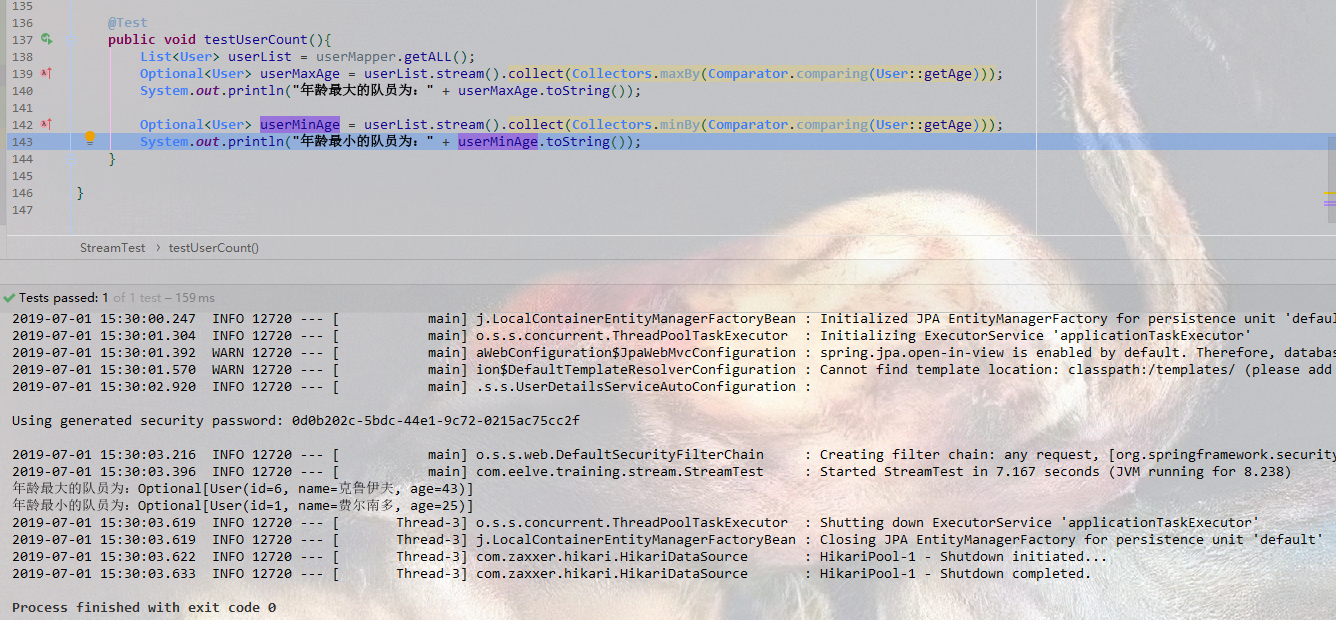 135
136 @Test
137 public void testUserCount(){
138 List<User> userList = userMapper.getALL();
139 Optional<User> userMaxAge = userList.stream().collect(Collectors.maxBy(Comparator.comparing(User::getAge)));
140 System.out.println("年龄最大的队员为：" + userMaxAge.toString());
141
142 Optional<User> userMinAge = userList.stream().collect(Collectors.minBy(Comparator.comparing(User::getAge)));
143 System.out.println("年龄最小的队员为：" + userMinAge.toString());
144 }
145
146 }
147
StreamTest › testUserCount()
Tests passed: 1 of 1 test – 159 ms
2019-07-01 15:30:00.247 INFO 12720 --- [ main] j.LocalContainerEntityManagerFactoryBean : Initialized JPA EntityManagerFactory for persistence unit 'defau
2019-07-01 15:30:01.304 INFO 12720 --- [ main] o.s.s.concurrent.ThreadPoolTaskExecutor : Initializing ExecutorService 'applicationTaskExecutor'
2019-07-01 15:30:01.392 WARN 12720 --- [ main] aWebConfiguration$JpaWebMvcConfiguration : spring.jpa.open-in-view is enabled by default. Therefore, databas
2019-07-01 15:30:01.570 WARN 12720 --- [ main] ion$DefaultTemplateResolverConfiguration : Cannot find template location: classpath:/templates/ (please add
2019-07-01 15:30:02.920 INFO 12720 --- [ main] .s.s.UserDetailsServiceAutoConfiguration :
Using generated security password: 0d0b202c-5bdc-44e1-9c72-0215ac75cc2f
2019-07-01 15:30:03.216 INFO 12720 --- [ main] o.s.s.web.DefaultSecurityFilterChain : Creating filter chain: any request, [org.springframework.security
2019-07-01 15:30:03.396 INFO 12720 --- [ main] com.eelve.training.stream.StreamTest : Started StreamTest in 7.167 seconds (JVM running for 8.238)
年龄最大的队员为：Optional[User(id=6, name=克鲁伊夫, age=43)]
年龄最小的队员为：Optional[User(id=1, name=费尔南多, age=25)]
2019-07-01 15:30:03.619 INFO 12720 --- [ Thread-3] o.s.s.concurrent.ThreadPoolTaskExecutor : Shutting down ExecutorService 'applicationTaskExecutor'
2019-07-01 15:30:03.619 INFO 12720 --- [ Thread-3] j.LocalContainerEntityManagerFactoryBean : Closing JPA EntityManagerFactory for persistence unit 'default'
2019-07-01 15:30:03.622 INFO 12720 --- [ Thread-3] com.zaxxer.hikari.HikariDataSource : HikariPool-1 - Shutdown initiated...
2019-07-01 15:30:03.633 INFO 12720 --- [ Thread-3] com.zaxxer.hikari.HikariDataSource : HikariPool-1 - Shutdown completed.
Process finished with exit code 0